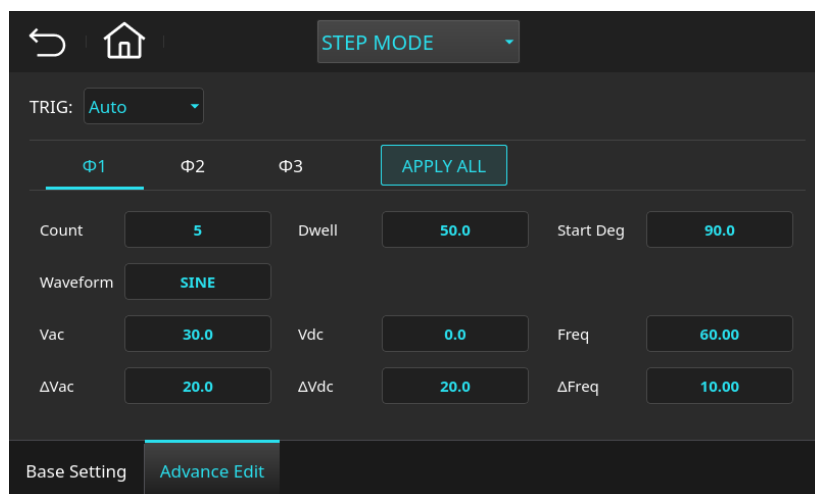 STEP MODE
TRIG: Auto
Φ1 Φ2 Φ3 APPLY ALL
Count 5 Dwell 50.0 Start Deg 90.0
Waveform SINE
Vac 30.0 Vdc 0.0 Freq 60.00
ΔVac 20.0 ΔVdc 20.0 ΔFreq 10.00
Base Setting Advance Edit